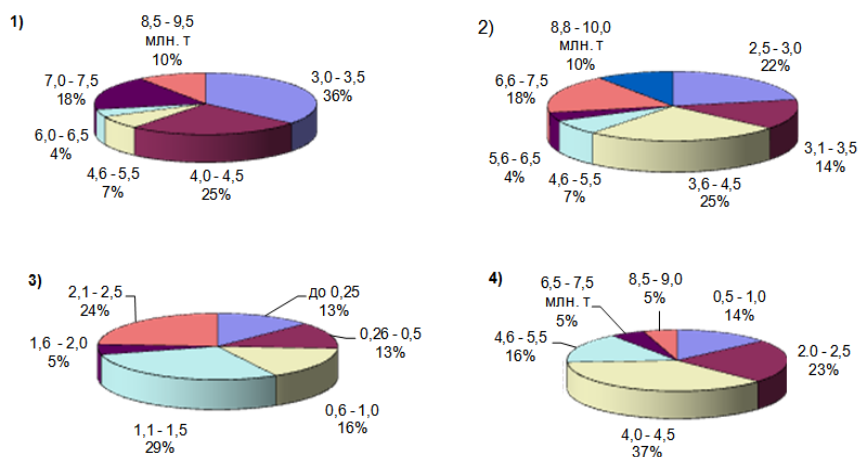 1)
8,5 - 9,5
млн. т
10%
3,0 - 3,5
36%
4,0 - 4,5
25%
4,6 - 5,5
7%
6,0 - 6,5
4%
7,0 - 7,5
18%
2)
8,8 - 10,0
млн. т
10%
2,5 - 3,0
22%
3,1 - 3,5
14%
3,6 - 4,5
25%
4,6 - 5,5
7%
5,6 - 6,5
4%
6,6 - 7,5
18%
3)
до 0,25
13%
0,26 - 0,5
13%
0,6 - 1,0
16%
1,1 - 1,5
29%
1,6 - 2,0
5%
2,1 - 2,5
24%
4)
6,5 - 7,5
млн. т
5%
8,5 - 9,0
5%
0,5 - 1,0
14%
2.0 - 2,5
23%
4,0 - 4,5
37%
4,6 - 5,5
16%